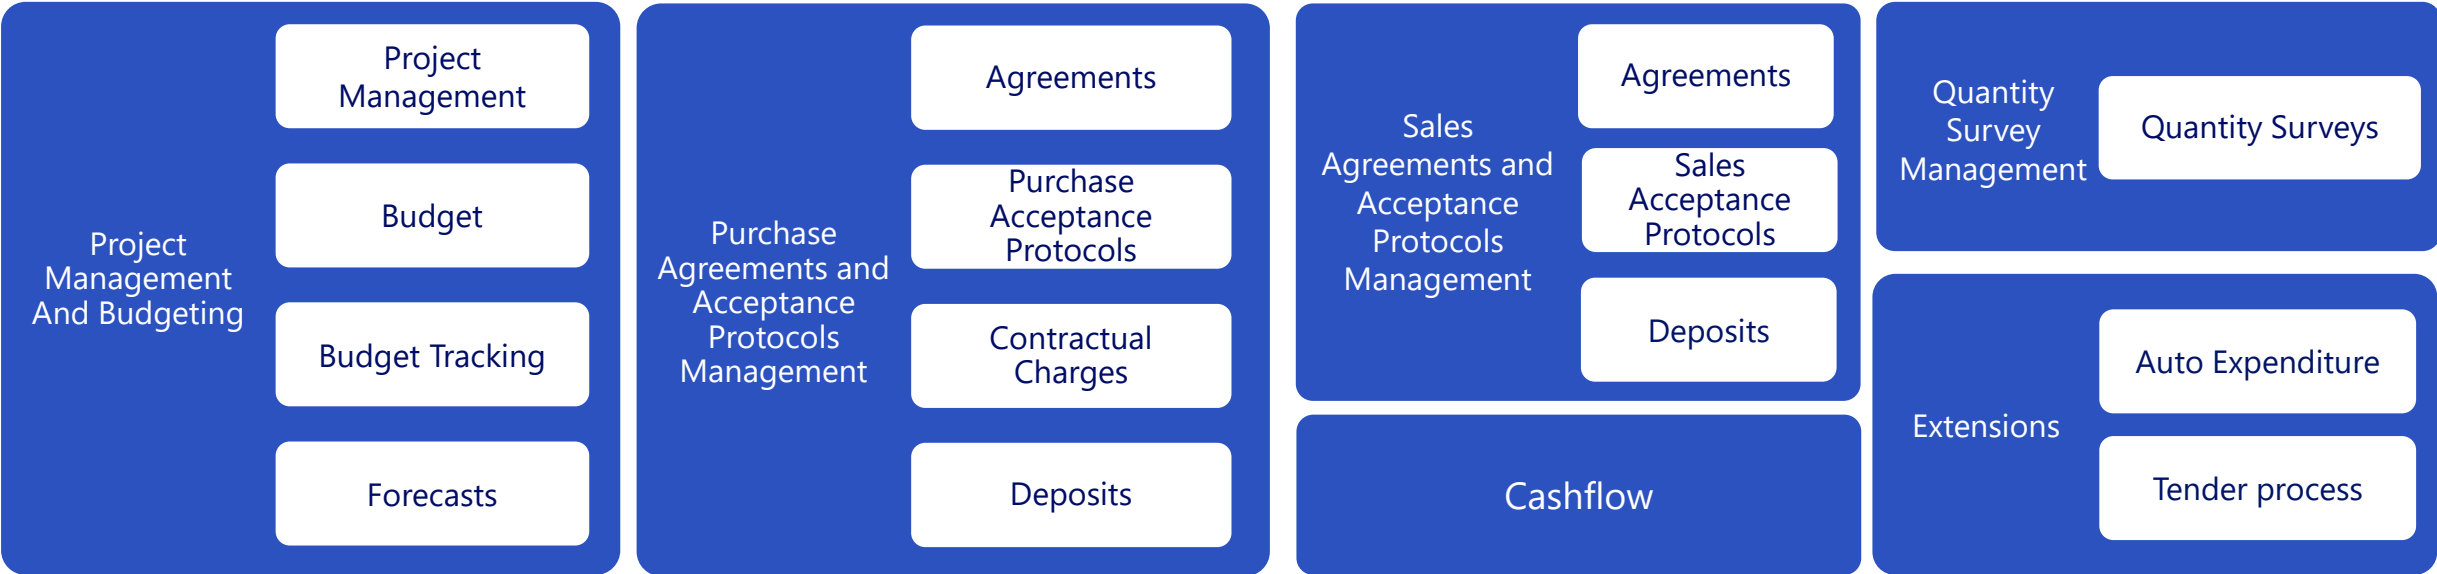 Project
Management
And Budgeting
Project
Management
Budget
Budget Tracking
Forecasts
Purchase
Agreements and
Acceptance
Protocols
Management
Agreements
Purchase
Acceptance
Protocols
Contractual
Charges
Deposits
Sales
Agreements and
Acceptance
Protocols
Management
Agreements
Sales
Acceptance
Protocols
Deposits
Cashflow
Quantity
Survey
Management
Quantity Surveys
Extensions
Auto Expenditure
Tender process